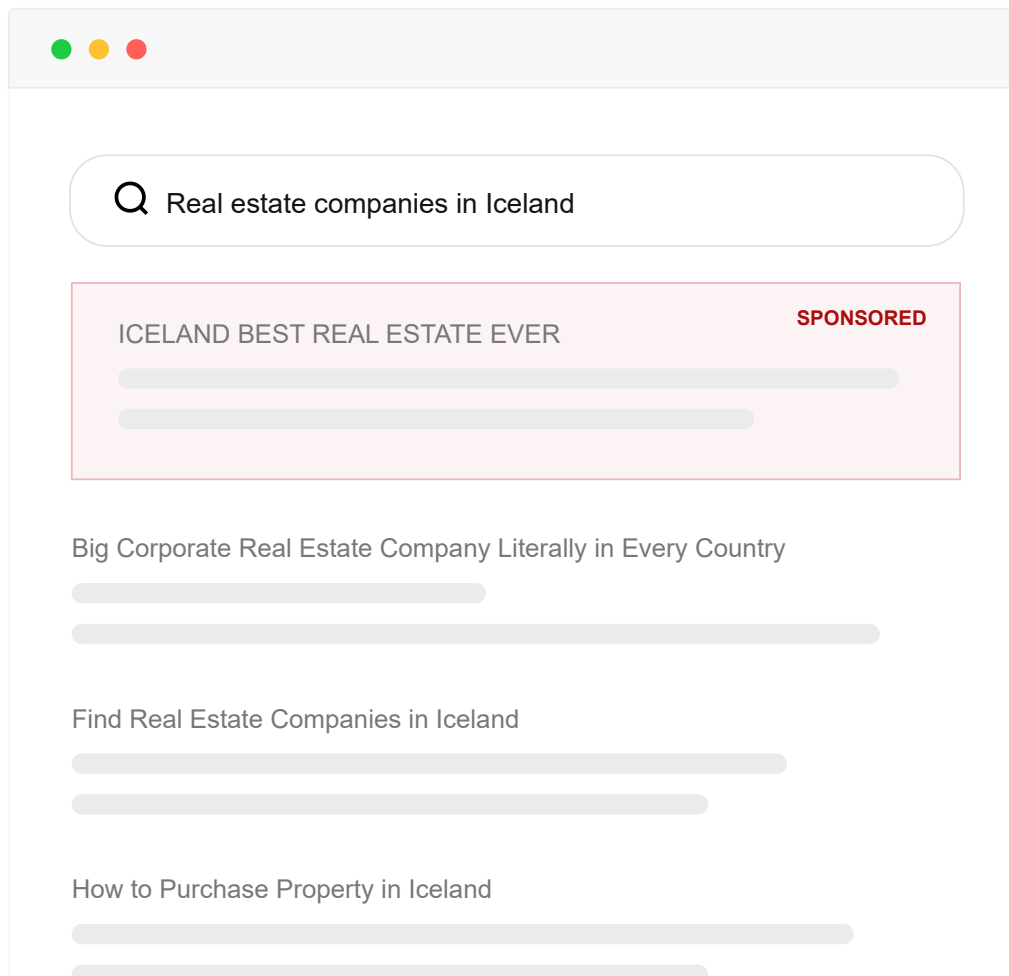 Real estate companies in Iceland
SPONSORED
ICELAND BEST REAL ESTATE EVER
Big Corporate Real Estate Company Literally in Every Country
Find Real Estate Companies in Iceland
How to Purchase Property in Iceland